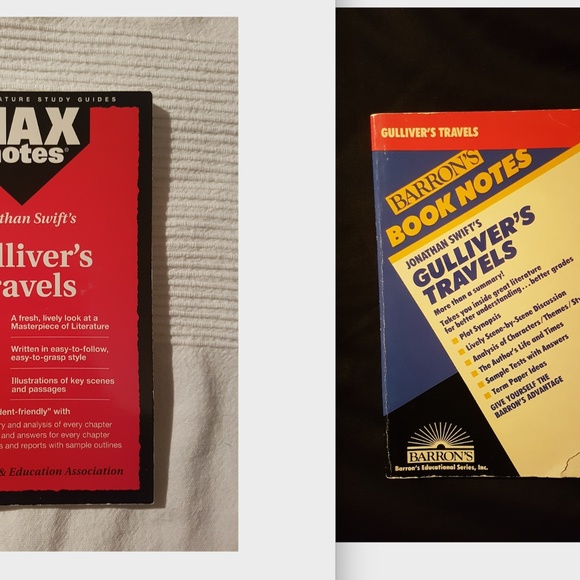 ATURE STUDY GUIDES
AX
notes®
than Swift's
lliver's
avels
A fresh, lively look at a
Masterpiece of Literature
Written in easy-to-follow,
easy-to-grasp style
Illustrations of key scenes
and passages
dent-friendly" with
ry and analysis of every chapter
and answers for every chapter
s and reports with sample outlines
& Education Association
GULLIVER'S TRAVELS
BARRON'S
BOOK NOTES
JONATHAN SWIFT'S
GULLIVER'S
TRAVELS
More than a summary!
Takes you inside great literature
for better understanding...better grades
Plot Synopsis
Lively Scene-by-Scene Discussion
Analysis of Characters/Themes/St
The Author's Life and Times
Sample Tests with Answers
Term Paper Ideas
GIVE YOURSELF THE
BARRON'S ADVANTAGE
BARRON'S
Barron's Educational Series, Inc.